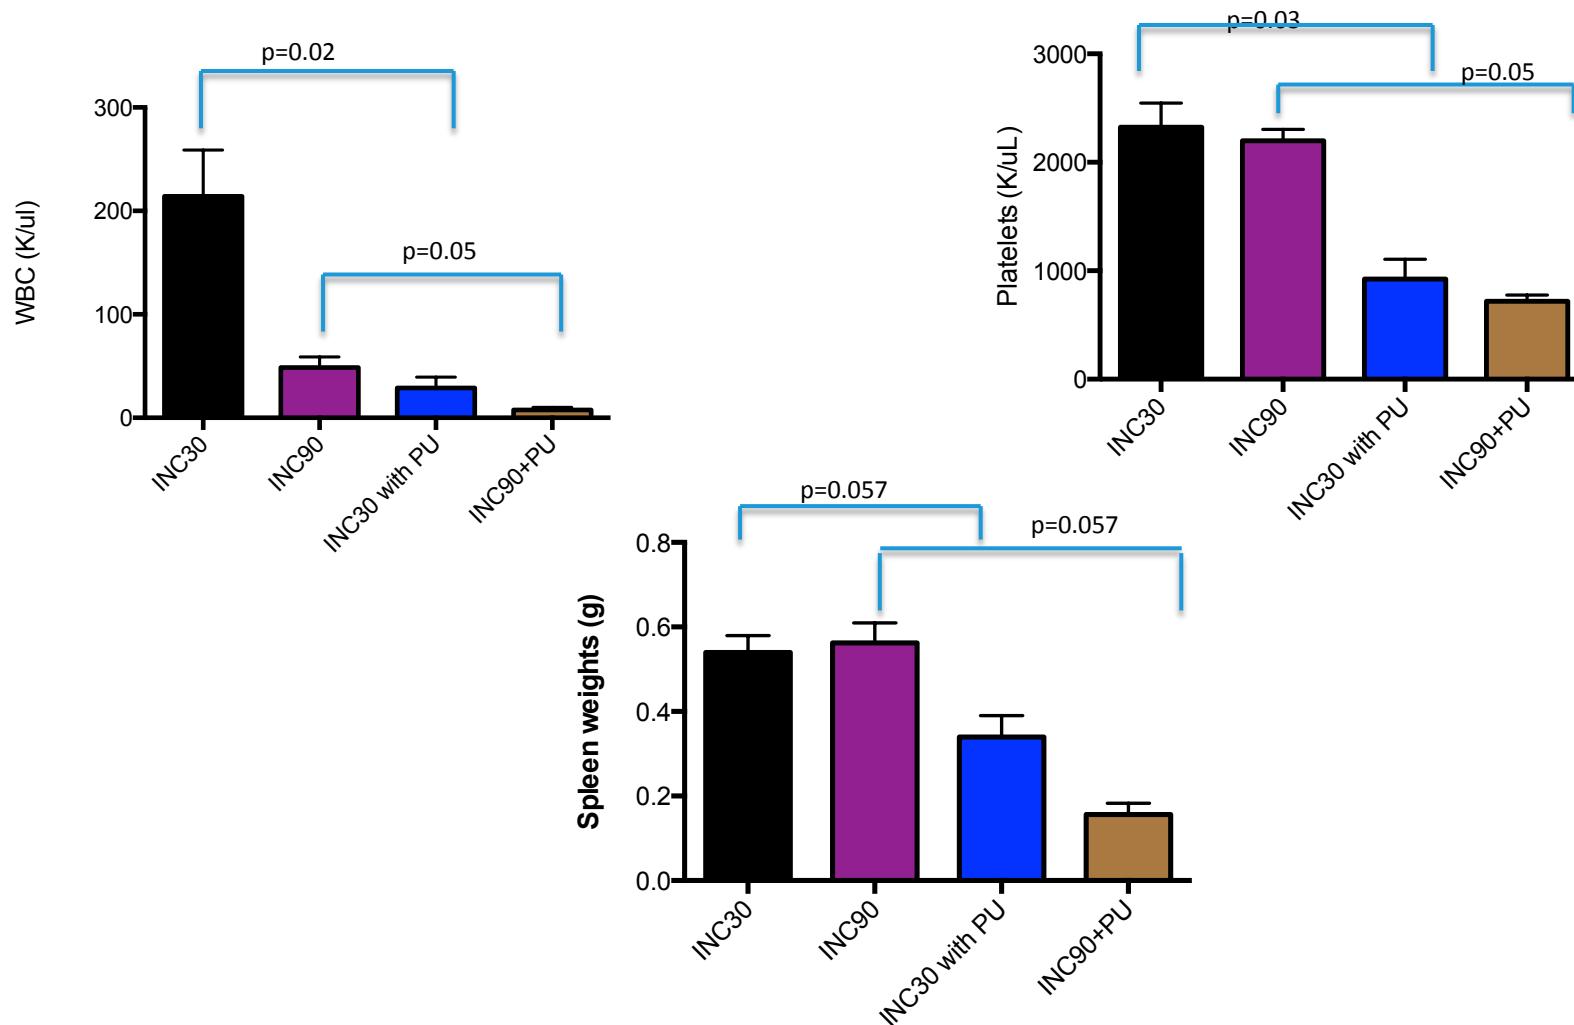 p=0.02
300
200
100
0
WBC (K/ul)
p=0.05
INC30
INC90
INC30 with PU
INC90+PU
p=0.03
p=0.05
3000
2000
1000
0
Platelets (K/uL)
INC30
INC90
INC30 with PU
INC90+PU
p=0.057
p=0.057
0.8
0.6
0.4
0.2
0.0
Spleen weights (g)
INC30
INC90
INC30 with PU
INC90+PU